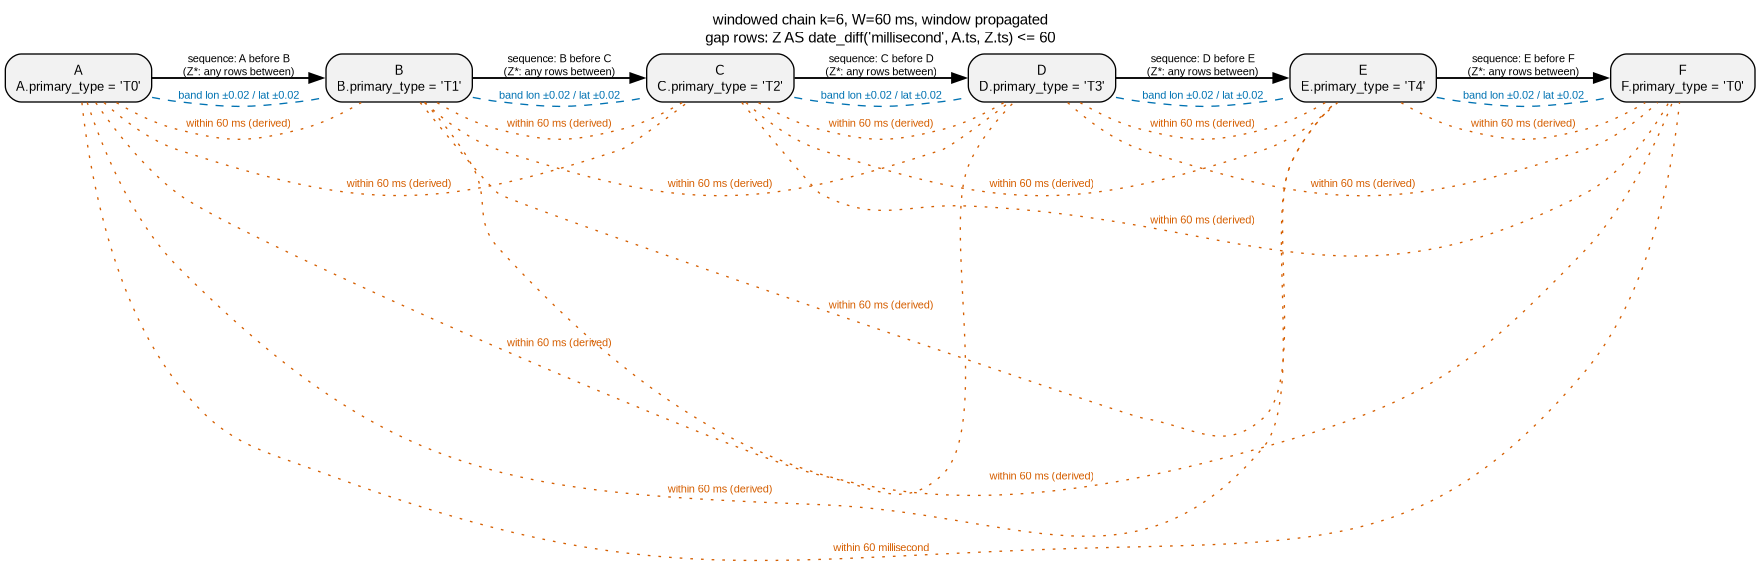 windowed chain k=6, W=60 ms, window propagated
gap rows: Z AS date_diff('millisecond', A.ts, Z.ts) <= 60
A
A.primary_type = 'T0'
sequence: A before B
(Z*: any rows between)
band lon ±0.02 / lat ±0.02
B
B.primary_type = 'T1'
sequence: B before C
(Z*: any rows between)
band lon ±0.02 / lat ±0.02
C
C.primary_type = 'T2'
sequence: C before D
(Z*: any rows between)
band lon ±0.02 / lat ±0.02
D
D.primary_type = 'T3'
sequence: D before E
(Z*: any rows between)
band lon ±0.02 / lat ±0.02
E
E.primary_type = 'T4'
sequence: E before F
(Z*: any rows between)
band lon ±0.02 / lat ±0.02
F
F.primary_type = 'T0'
within 60 ms (derived)
within 60 ms (derived)
within 60 ms (derived)
within 60 ms (derived)
within 60 ms (derived)
within 60 ms (derived)
within 60 ms (derived)
within 60 ms (derived)
within 60 ms (derived)
within 60 ms (derived)
within 60 ms (derived)
within 60 ms (derived)
within 60 ms (derived)
within 60 ms (derived)
within 60 millisecond